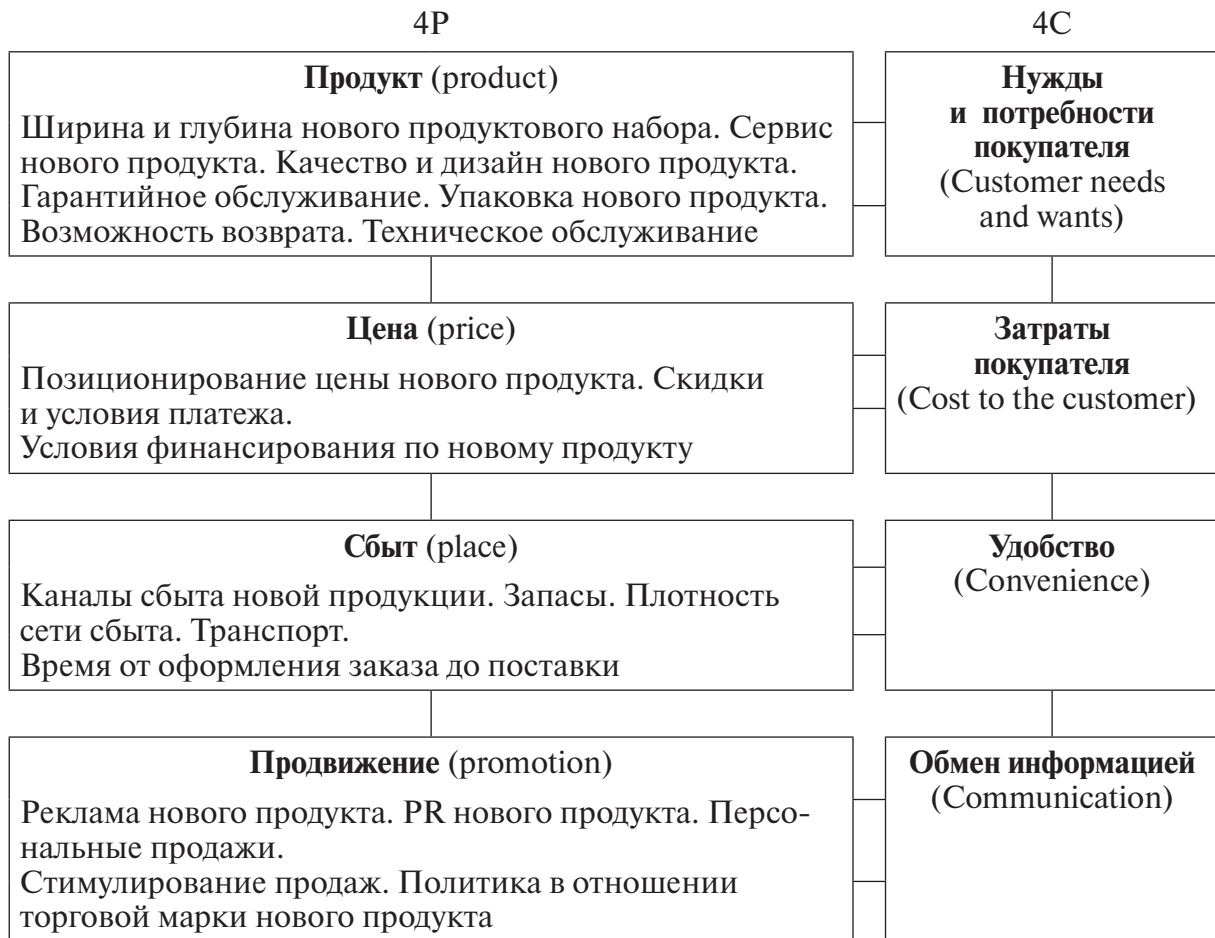 4P
4C
Продукт (product)
Ширина и глубина нового продуктового набора. Сервис
нового продукта. Качество и дизайн нового продукта.
Гарантийное обслуживание. Упаковка нового продукта.
Возможность возврата. Техническое обслуживание
Нужды
и потребности
покупателя
(Customer needs
and wants)
Цена (price)
Позиционирование цены нового продукта. Скидки
и условия платежа.
Условия финансирования по новому продукту
Затраты
покупателя
(Cost to the customer)
Сбыт (place)
Каналы сбыта новой продукции. Запасы. Плотность
сети сбыта. Транспорт.
Время от оформления заказа до поставки
Удобство
(Convenience)
Продвижение (promotion)
Реклама нового продукта. PR нового продукта. Персо-
нальные продажи.
Стимулирование продаж. Политика в отношении
торговой марки нового продукта
Обмен информацией
(Communication)